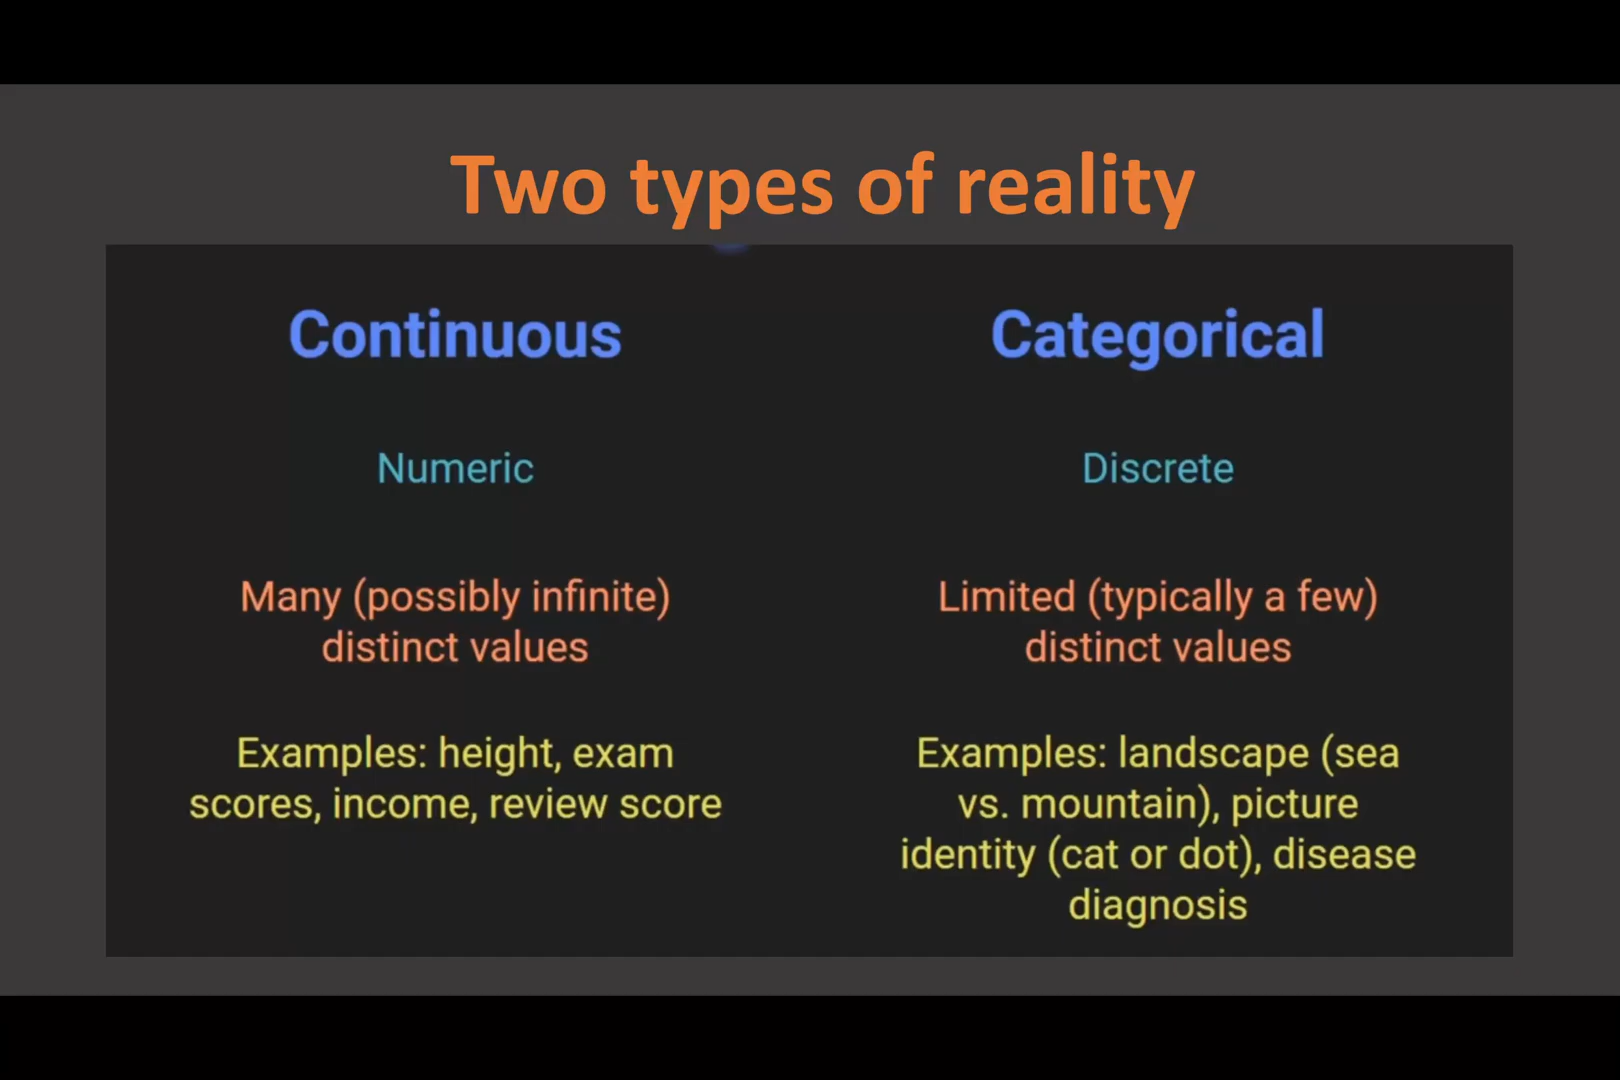 Two types of reality
Continuous
Numeric
Many (possibly infinite)
distinct values
Examples: height, exam
scores, income, review score
Categorical
Discrete
Limited (typically a few)
distinct values
Examples: landscape (sea
vs. mountain), picture
identity (cat or dot), disease
diagnosis